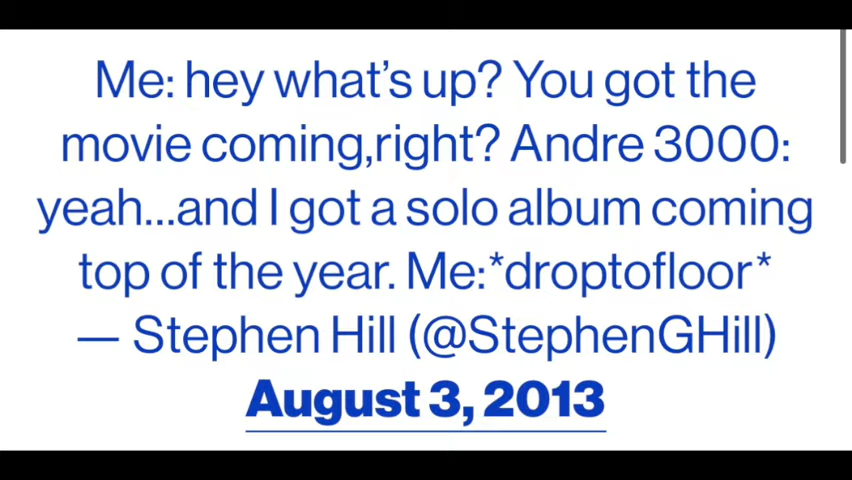 Me: hey what’s up? You got the
movie coming,right? Andre 3000:
yeah...and I got a solo album coming
top of the year. Me:*droptofloor*
— Stephen Hill (@StephenGHill)
August 3, 2013